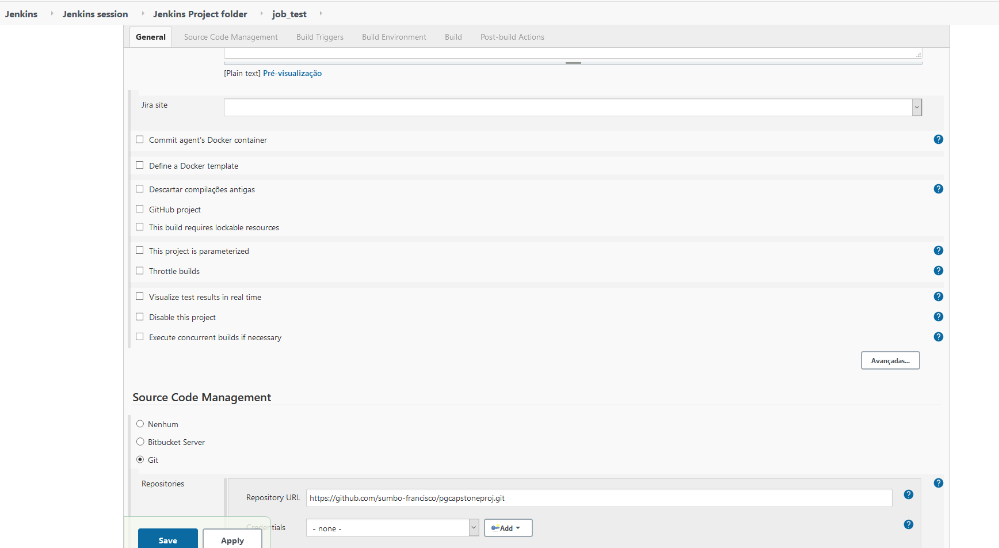 Jenkins Jenkins session Jenkins Project folder job_test
General Source Code Management Build Triggers Build Environment Build Post-build Actions
[Plain text] Pré-visualização
Jira site
Commit agent's Docker container
Define a Docker template
Descartar compilações antigas
GitHub project
This build requires lockable resources
This project is parameterized
Throttle builds
Visualize test results in real time
Disable this project
Execute concurrent builds if necessary
Avançadas...
Source Code Management
Nenhum
Bitbucket Server
Git
Repositories
Repository URL https://github.com/sumbo-francisco/pgcapstoneproj.git
Credentials - none - Add
Save Apply